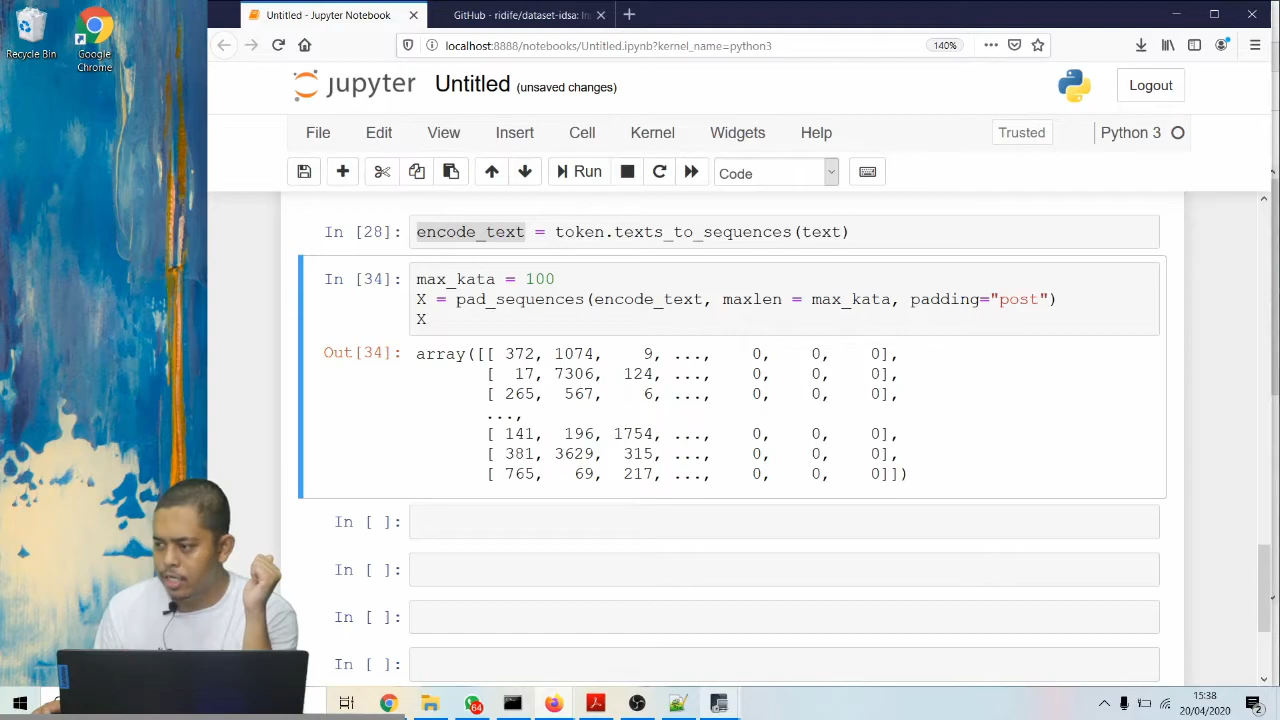 Recycle Bin
Google
Chrome
Untitled - Jupyter Notebook
GitHub - ridife/dataset-idsa:
localhost:8888/notebooks/Untitled.ipynb?kernel_name=python3
140%
jupyter Untitled (unsaved changes)
Logout
File Edit View Insert Cell Kernel Widgets Help
Trusted
Python 3
Run
Code
In [28]: encode_text = token.texts_to_sequences(text)
In [34]: max_kata = 100
X = pad_sequences(encode_text, maxlen = max_kata, padding="post")
X
Out[34]: array([[ 372, 1074, 9, ..., 0, 0, 0],
[ 17, 7306, 124, ..., 0, 0, 0],
[ 265, 567, 6, ..., 0, 0, 0],
...,
[ 141, 196, 1754, ..., 0, 0, 0],
[ 381, 3629, 315, ..., 0, 0, 0],
[ 765, 69, 217, ..., 0, 0, 0]])
In [ ]:
In [ ]:
In [ ]:
In [ ]:
64
15:38
20/04/2020
2